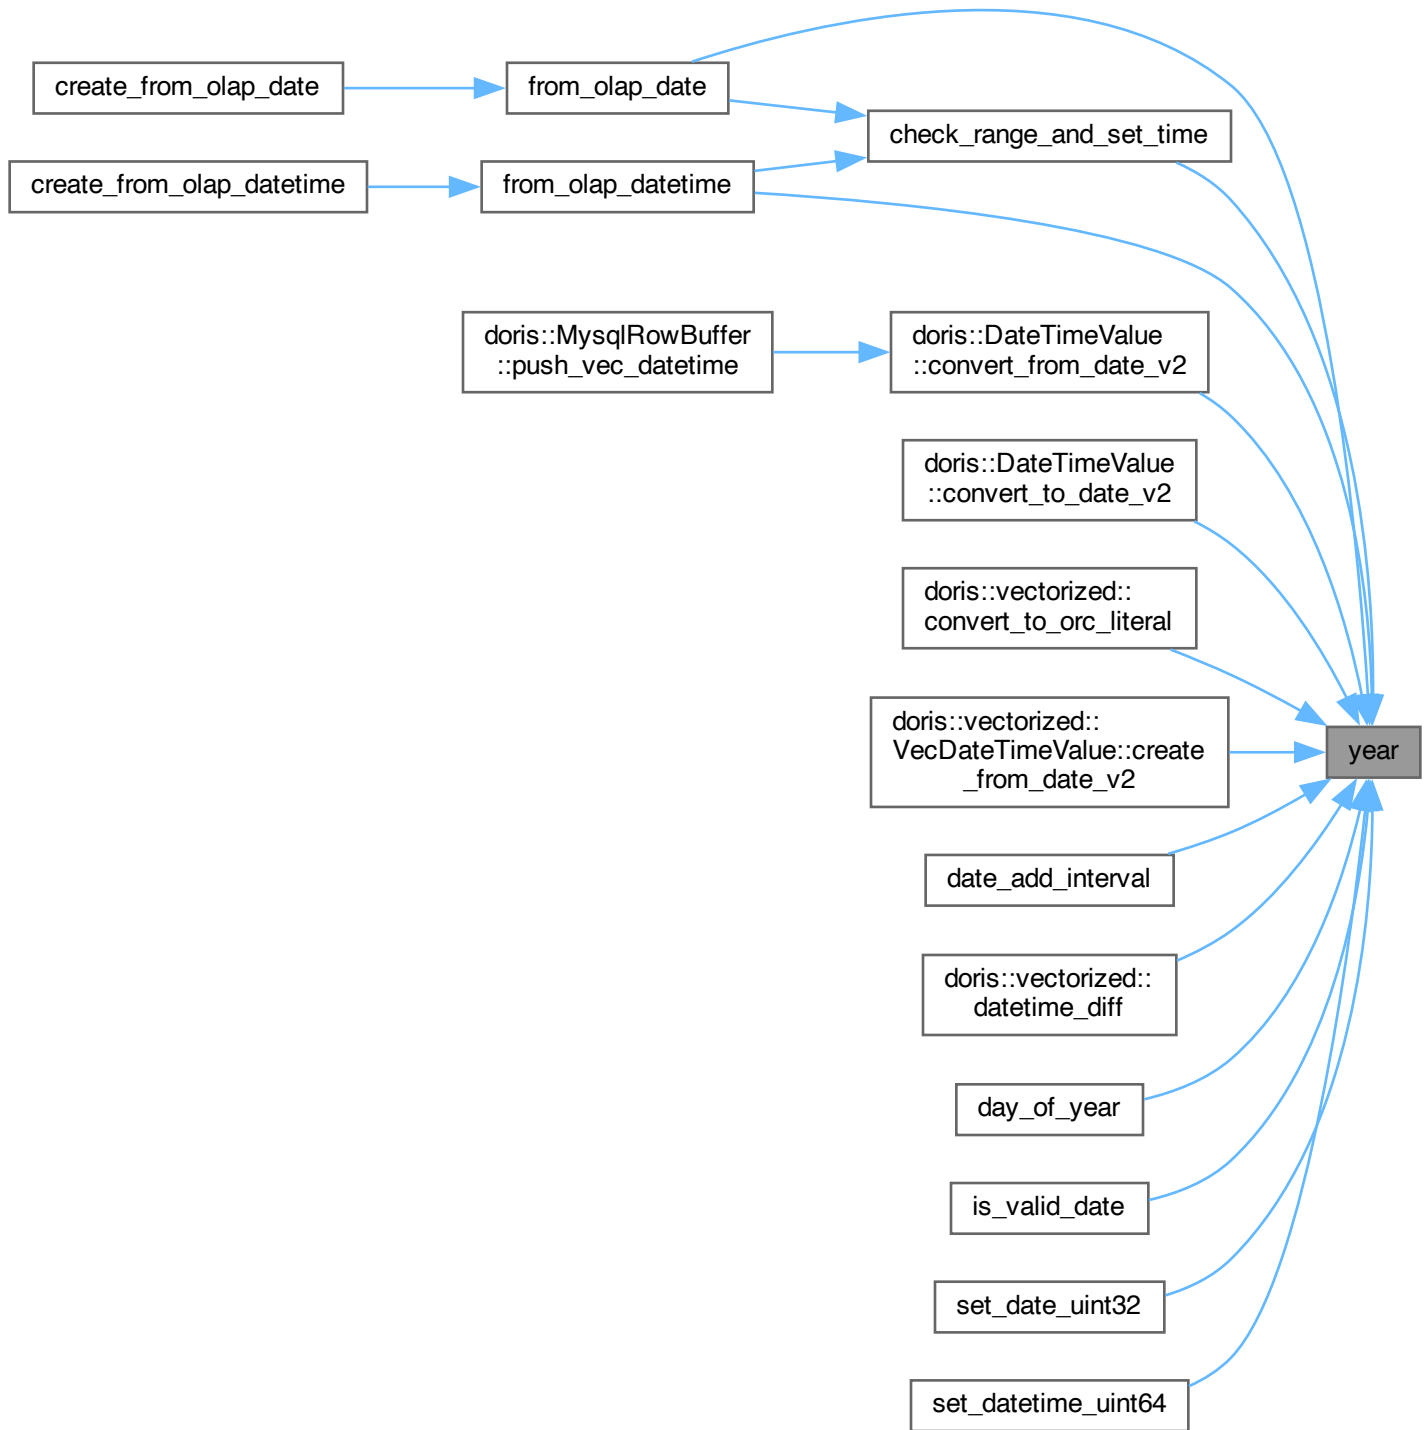 create_from_olap_date
from_olap_date
check_range_and_set_time
create_from_olap_datetime
from_olap_datetime
doris::MysqlRowBuffer
::push_vec_datetime
doris::DateTimeValue
::convert_from_date_v2
doris::DateTimeValue
::convert_to_date_v2
doris::vectorized::
convert_to_orc_literal
doris::vectorized::
VecDateTimeValue::create
_from_date_v2
year
date_add_interval
doris::vectorized::
datetime_diff
day_of_year
is_valid_date
set_date_uint32
set_datetime_uint64